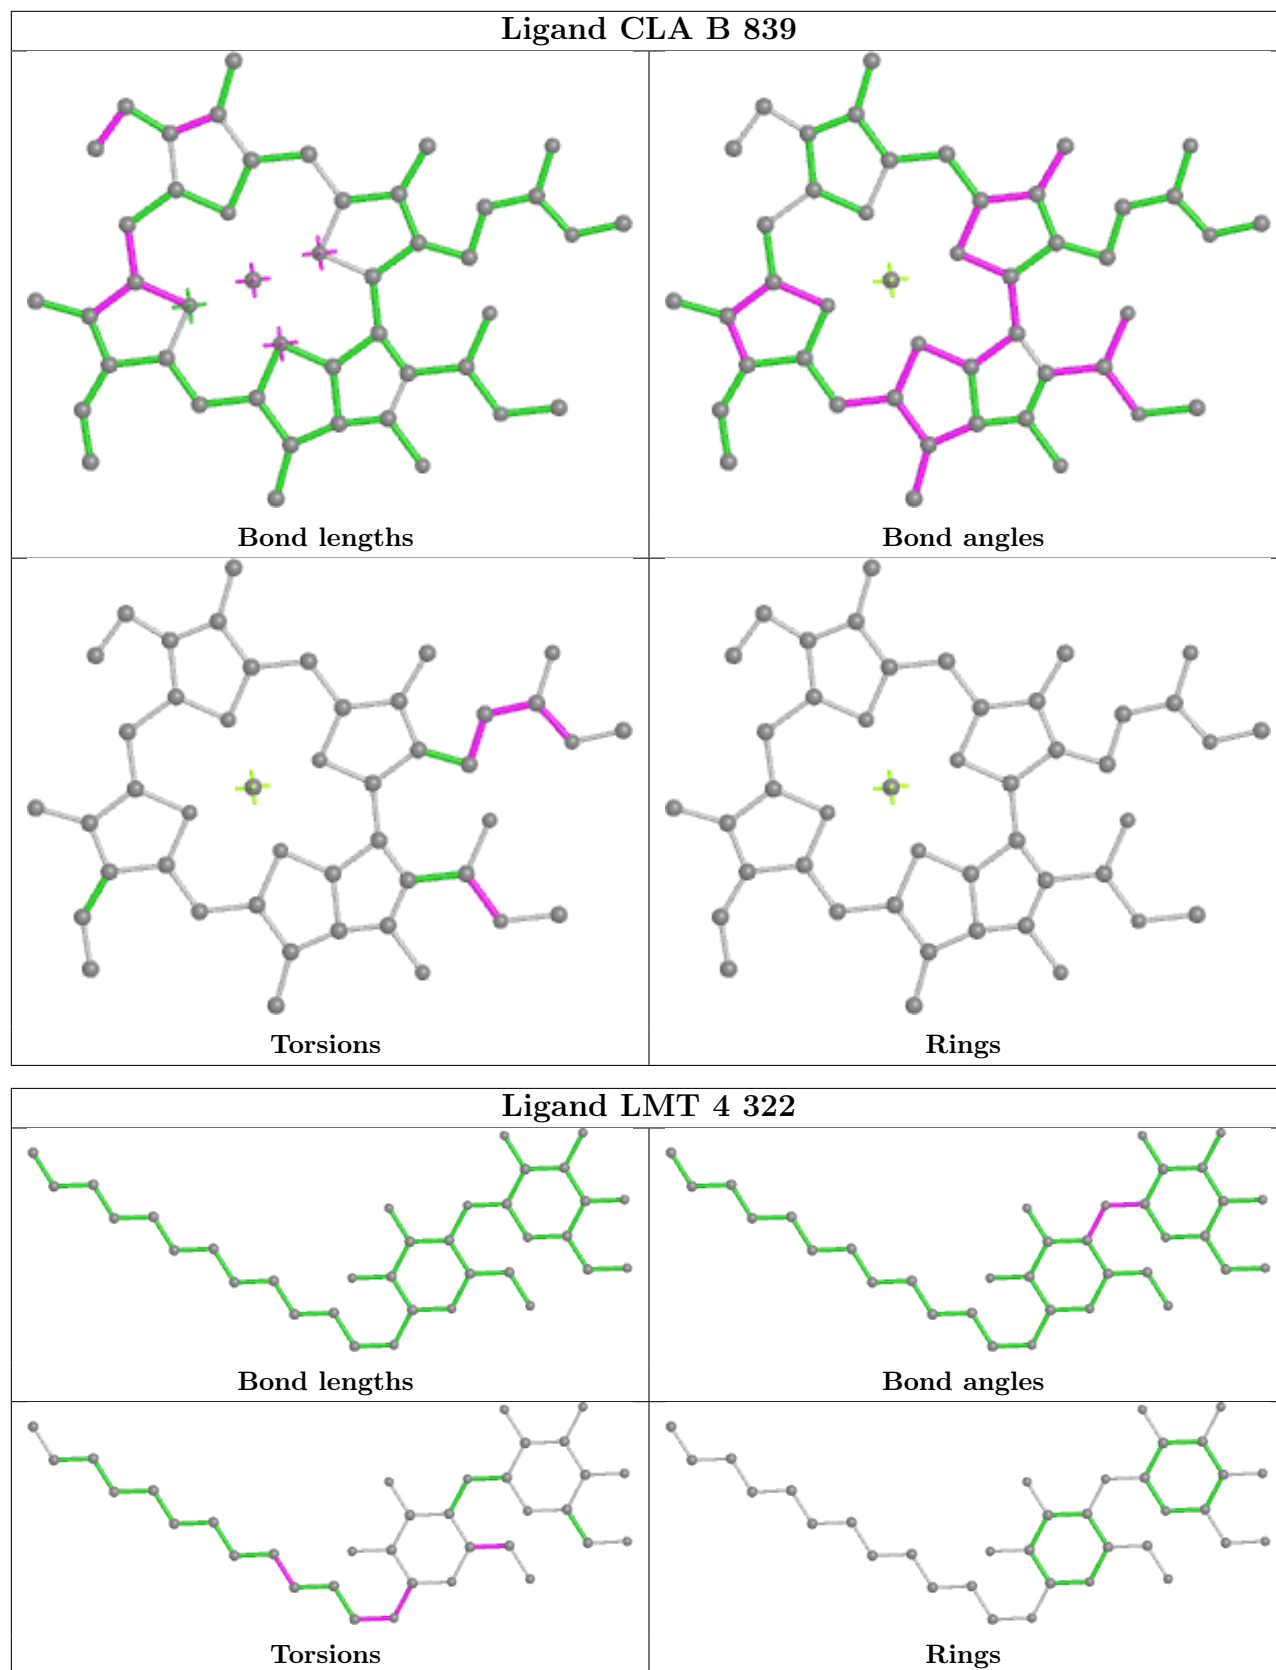 Ligand CLA B 839
Bond lengths
Bond angles
Torsions
Rings
Ligand LMT 4 322
Bond lengths
Bond angles
Torsions
Rings